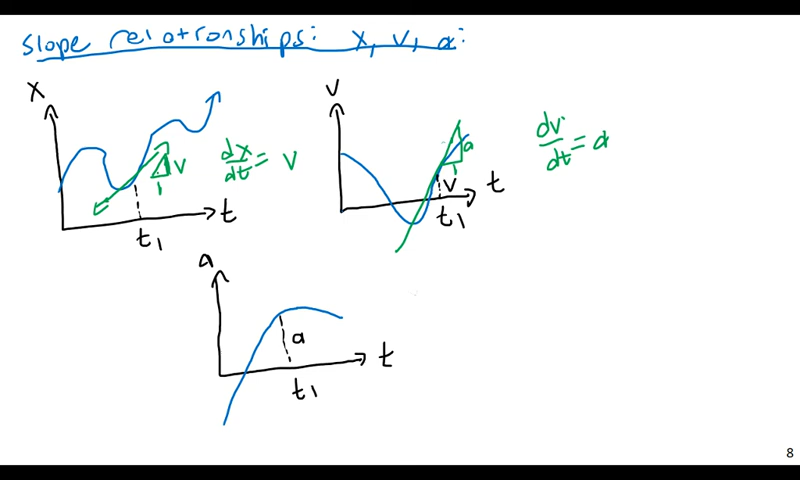 slope relationships: x, v, a:
x
v
1
t
t1
dx/dt = v
v
a
1
v
t
t1
dv/dt = a
a
a
t
t1
8